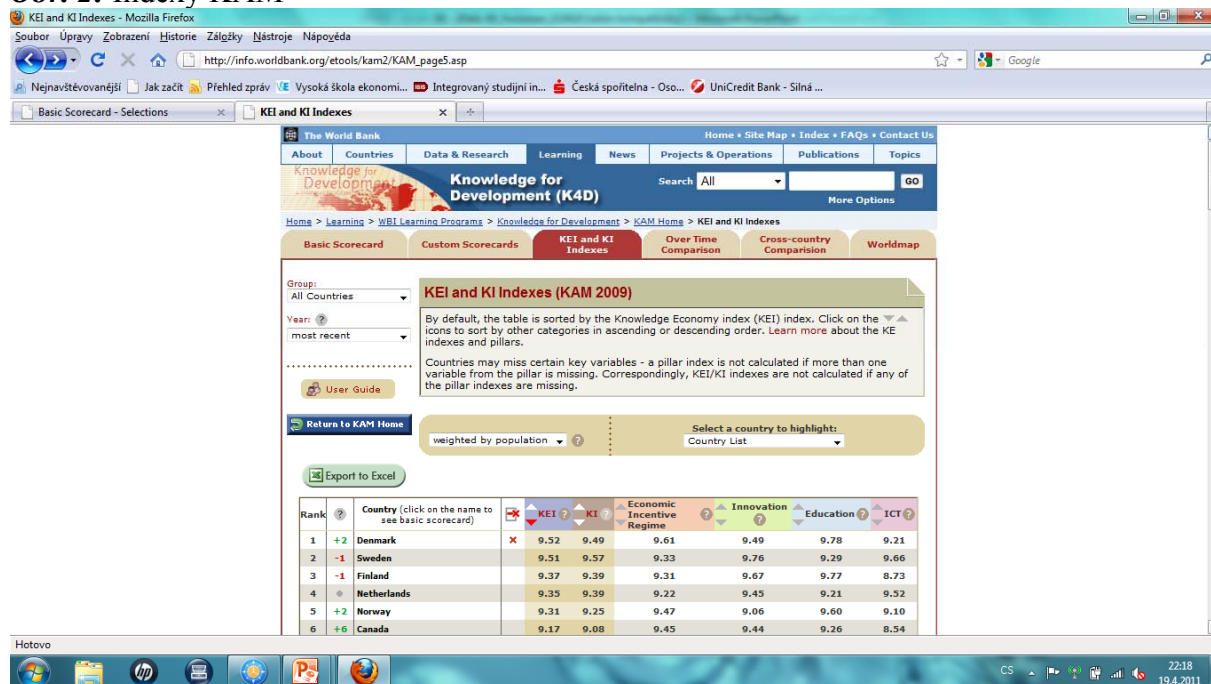 Obr. 2: Indexy KAM
KEI and KI Indexes - Mozilla Firefox
Soubor Úpravy Zobrazení Historie Záložky Nástroje Nápověda
http://info.worldbank.org/etools/kam2/KAM_page5.asp
Google
Nejnavštěvovanější Jak začít Přehled zpráv Vysoká škola ekonomi... Integrovaný studijní in... Česká spořitelna - Oso... UniCredit Bank - Silná ...
Basic Scorecard - Selections KEI and KI Indexes
The World Bank Home • Site Map • Index • FAQs • Contact Us
About Countries Data & Research Learning News Projects & Operations Publications Topics
Knowledge for
Development
Knowledge for
Development (K4D)
Search All GO
More Options
Home > Learning > WBI Learning Programs > Knowledge for Development > KAM Home > KEI and KI Indexes
Basic Scorecard Custom Scorecards KEI and KI Indexes Over Time Comparison Cross-country Comparision Worldmap
Group:
All Countries
Year: ?
most recent
User Guide
Return to KAM Home
KEI and KI Indexes (KAM 2009)
By default, the table is sorted by the Knowledge Economy index (KEI) index. Click on the
icons to sort by other categories in ascending or descending order. Learn more about the KE
indexes and pillars.
Countries may miss certain key variables - a pillar index is not calculated if more than one
variable from the pillar is missing. Correspondingly, KEI/KI indexes are not calculated if any of
the pillar indexes are missing.
weighted by population ?
Select a country to highlight:
Country List
Export to Excel
Rank ? Country (click on the name to see basic scorecard) KEI ? KI ? Economic Incentive Regime ? Innovation ? Education ? ICT ?
1 +2 Denmark 9.52 9.49 9.61 9.49 9.78 9.21
2 -1 Sweden 9.51 9.57 9.33 9.76 9.29 9.66
3 -1 Finland 9.37 9.39 9.31 9.67 9.77 8.73
4 Netherlands 9.35 9.39 9.22 9.45 9.21 9.52
5 +2 Norway 9.31 9.25 9.47 9.06 9.60 9.10
6 +6 Canada 9.17 9.08 9.45 9.44 9.26 8.54
Hotovo
CS 22:18
19.4.2011